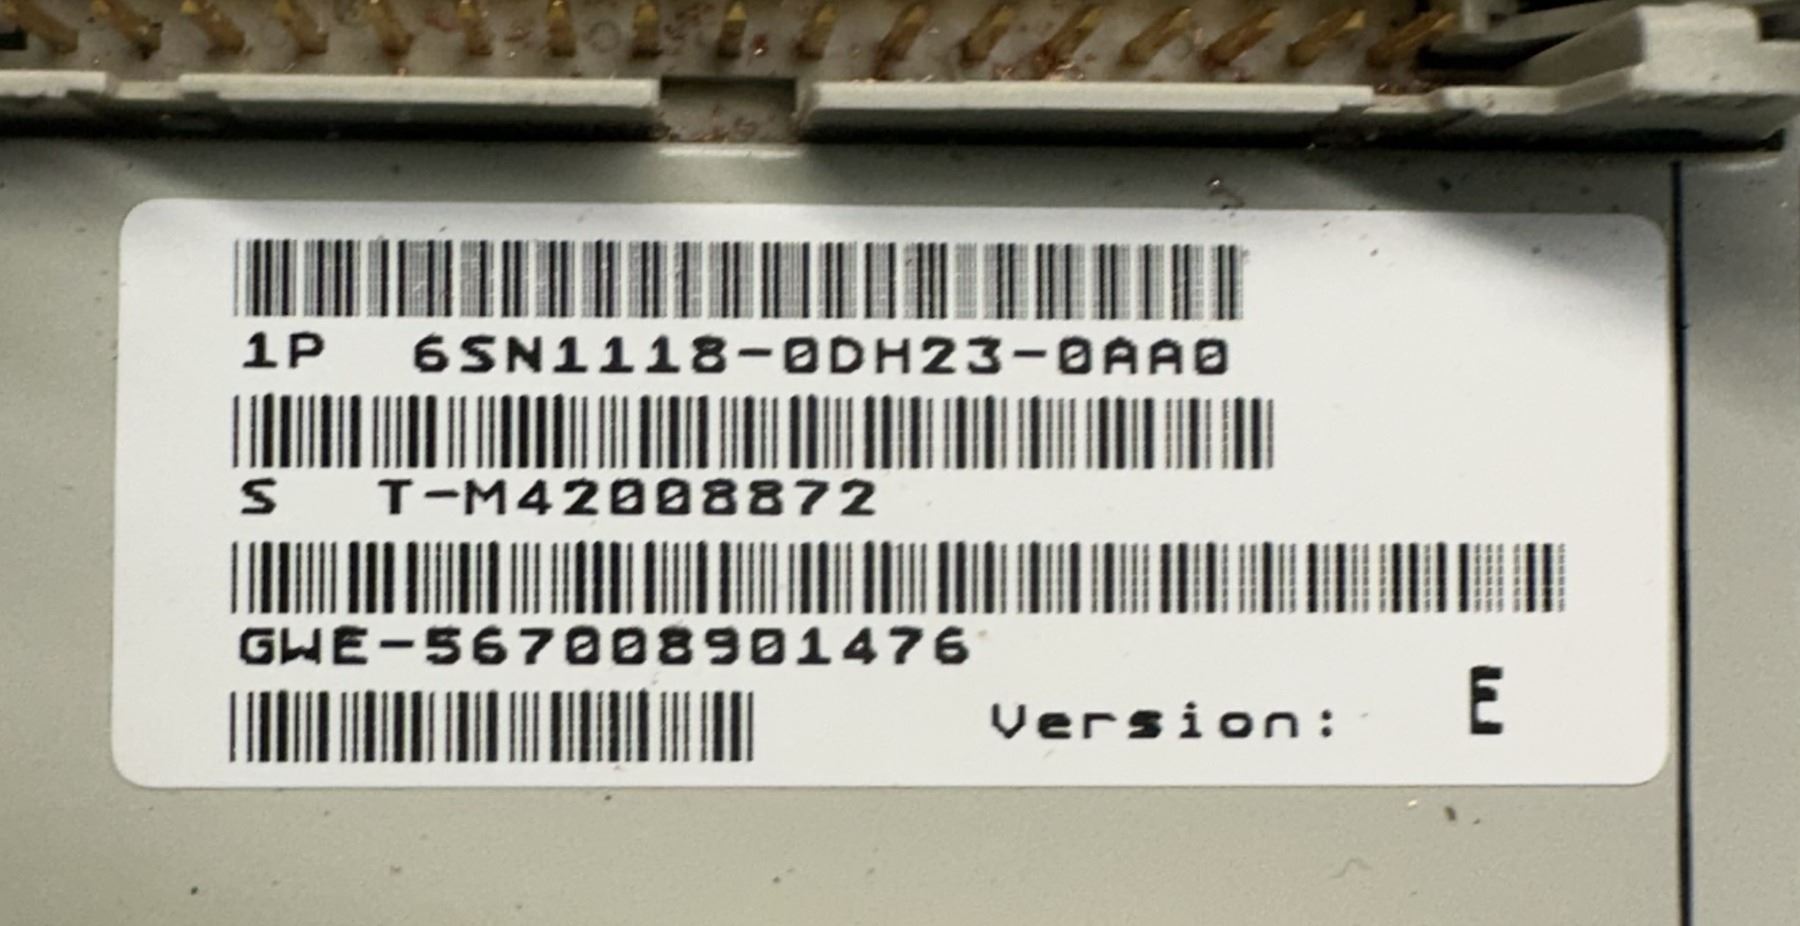 1P 6SN1118-0DH23-0AA0
S T-M42008872
GWE-567008901476
Version: E